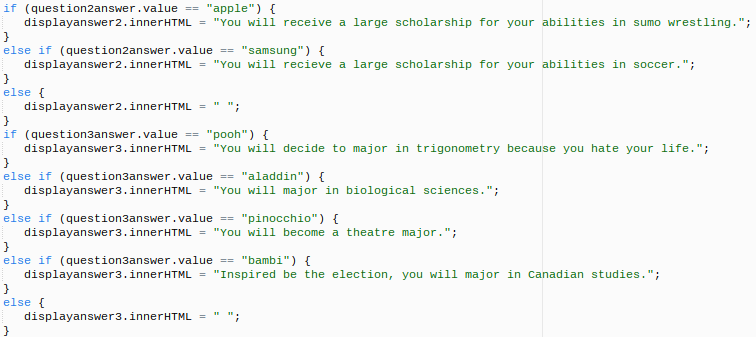 if (question2answer.value == "apple") {
   displayanswer2.innerHTML = "You will receive a large scholarship for your abilities in sumo wrestling.";
}
else if (question2answer.value == "samsung") {
   displayanswer2.innerHTML = "You will recieve a large scholarship for your abilities in soccer.";
}
else {
   displayanswer2.innerHTML = " ";
}
if (question3answer.value == "pooh") {
   displayanswer3.innerHTML = "You will decide to major in trigonometry because you hate your life.";
}
else if (question3answer.value == "aladdin") {
   displayanswer3.innerHTML = "You will major in biological sciences.";
}
else if (question3answer.value == "pinocchio") {
   displayanswer3.innerHTML = "You will become a theatre major.";
}
else if (question3answer.value == "bambi") {
   displayanswer3.innerHTML = "Inspired be the election, you will major in Canadian studies.";
}
else {
   displayanswer3.innerHTML = " ";
}